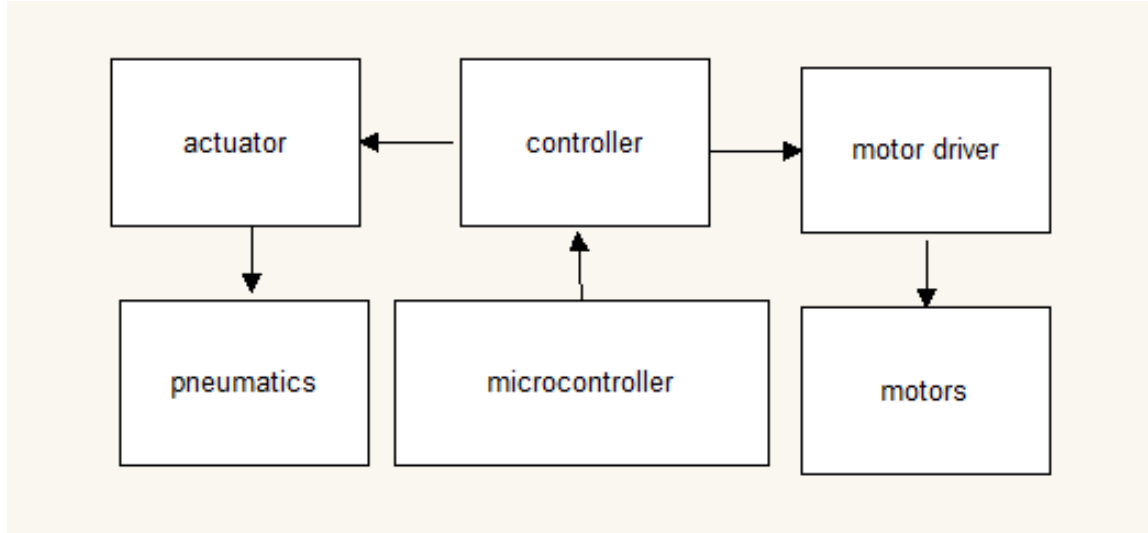 actuator
controller
motor driver
pneumatics
microcontroller
motors